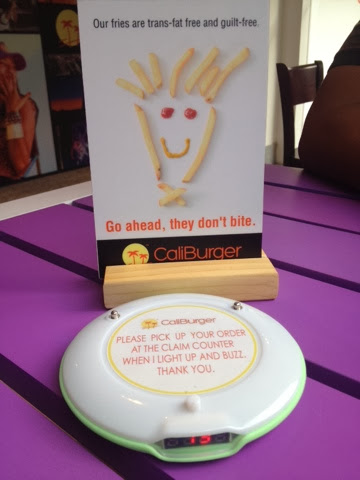 Our fries are trans-fat free and guilt-free.
Go ahead, they don't bite.
CaliBurger
CaliBurger
PLEASE PICK UP YOUR ORDER
AT THE CLAIM COUNTER
WHEN I LIGHT UP AND BUZZ.
THANK YOU.
15